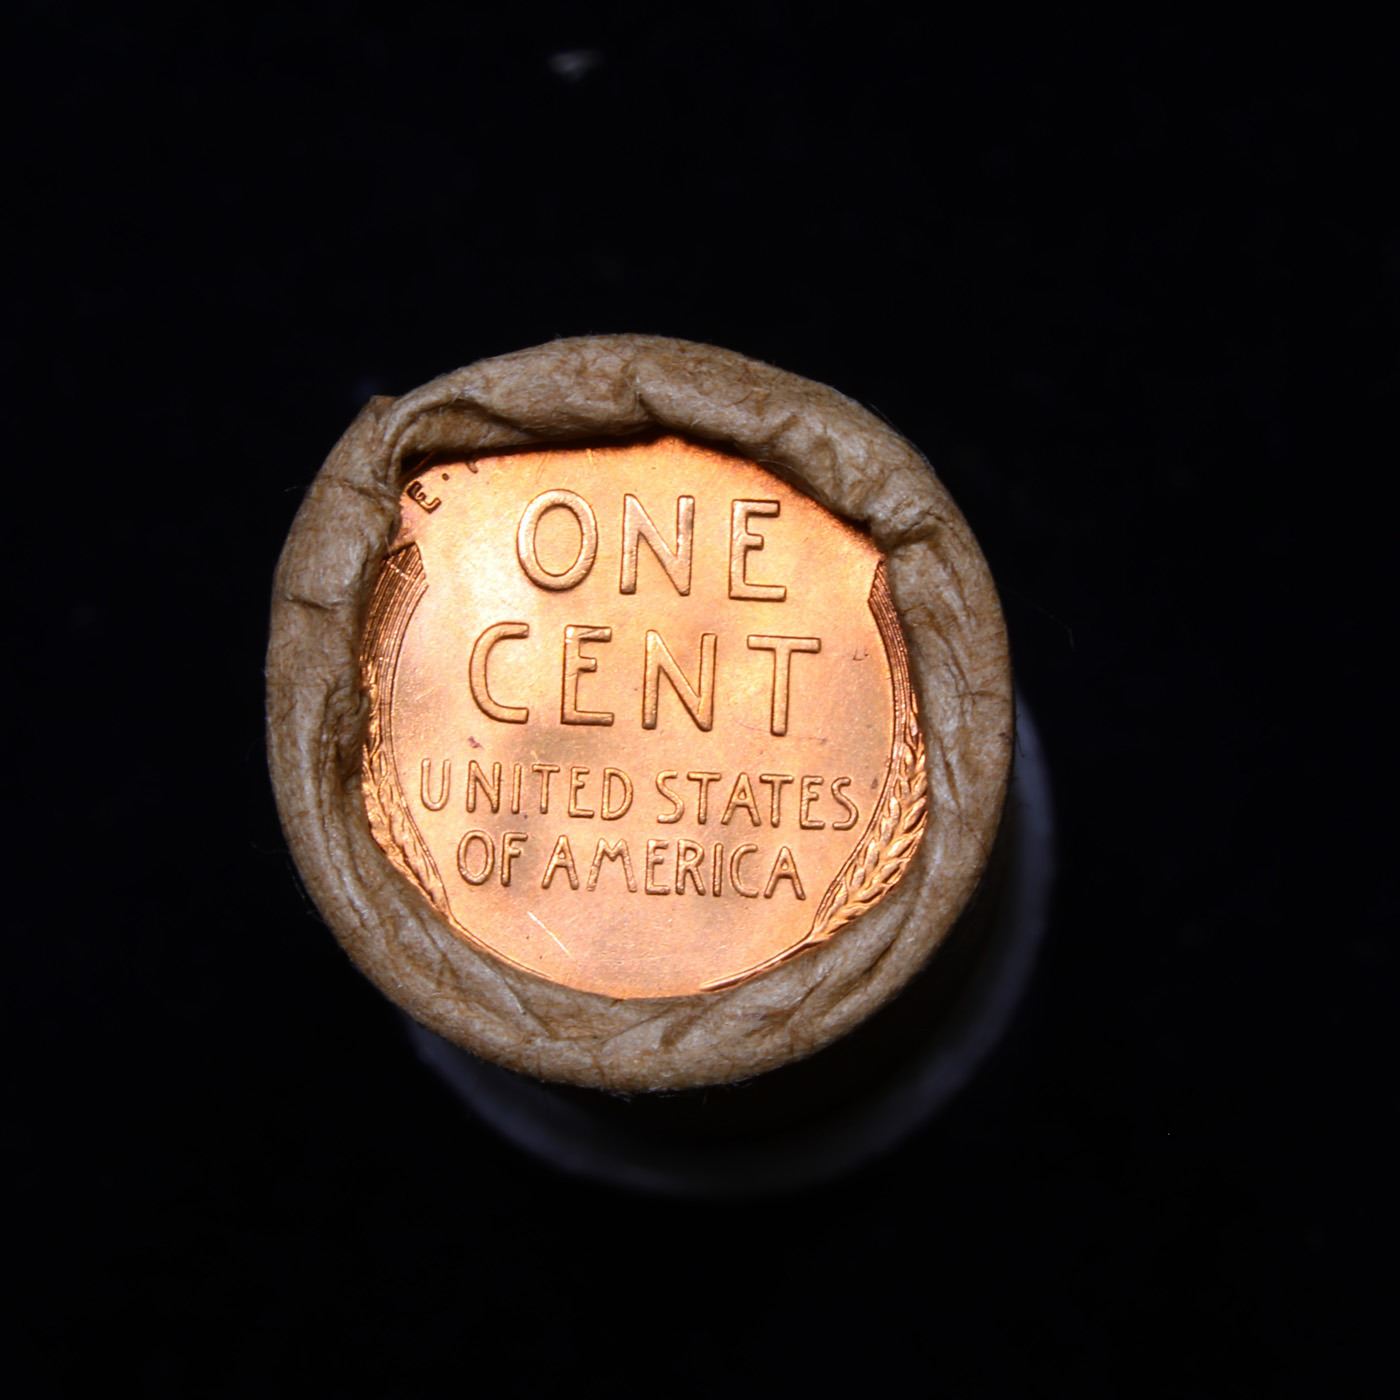 E.
ONE
CENT
UNITED STATES
OF AMERICA